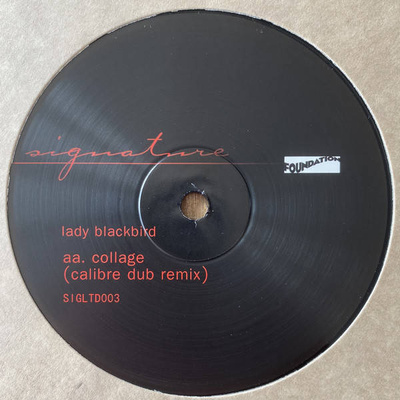 signature
FOUNDATION
lady blackbird
aa. collage
(calibre dub remix)
SIGLTD003